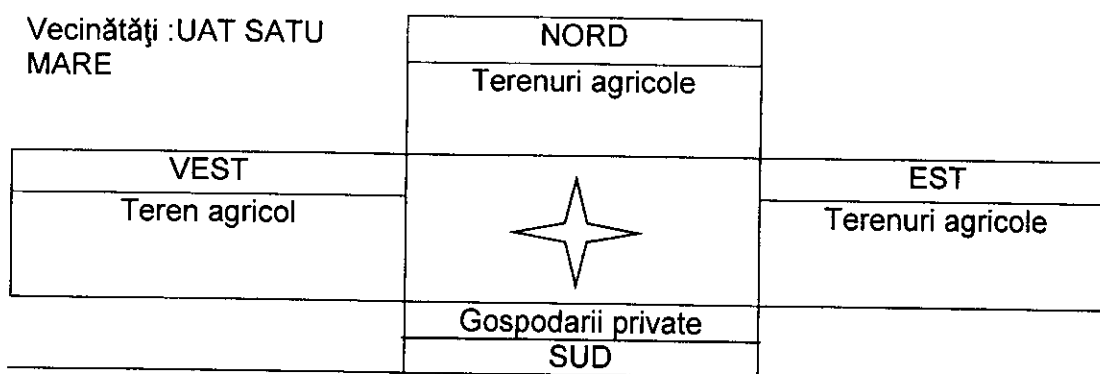 Vecinătăţi :UAT SATU
MARE
NORD
Terenuri agricole
VEST
Teren agricol
EST
Terenuri agricole
Gospodarii private
SUD